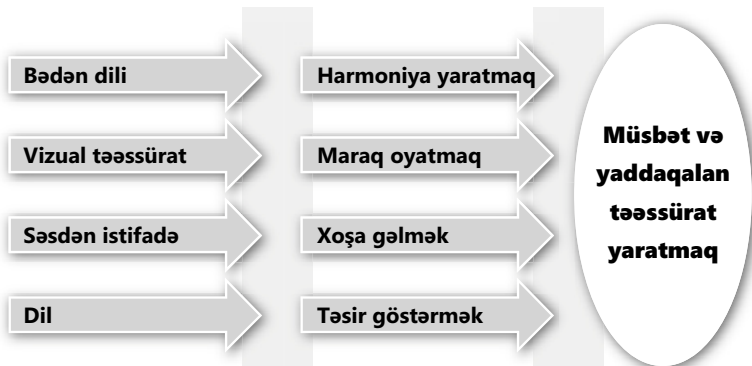 Bədən dili
Harmoniya yaratmaq
Vizual təəssürat
Maraq oyatmaq
Səsdən istifadə
Xoşa gəlmək
Dil
Təsir göstərmək
Müsbət və
yaddaqalan
təəssürat
yaratmaq